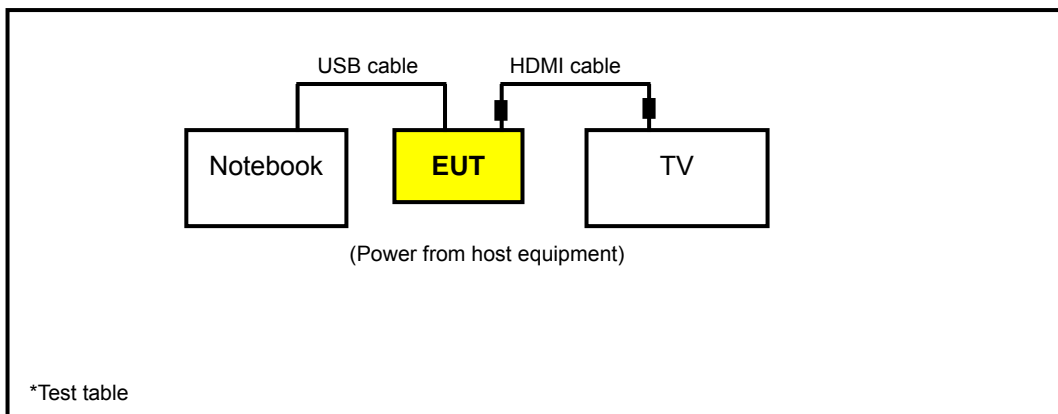 USB cable
HDMI cable
Notebook
EUT
TV
(Power from host equipment)
*Test table